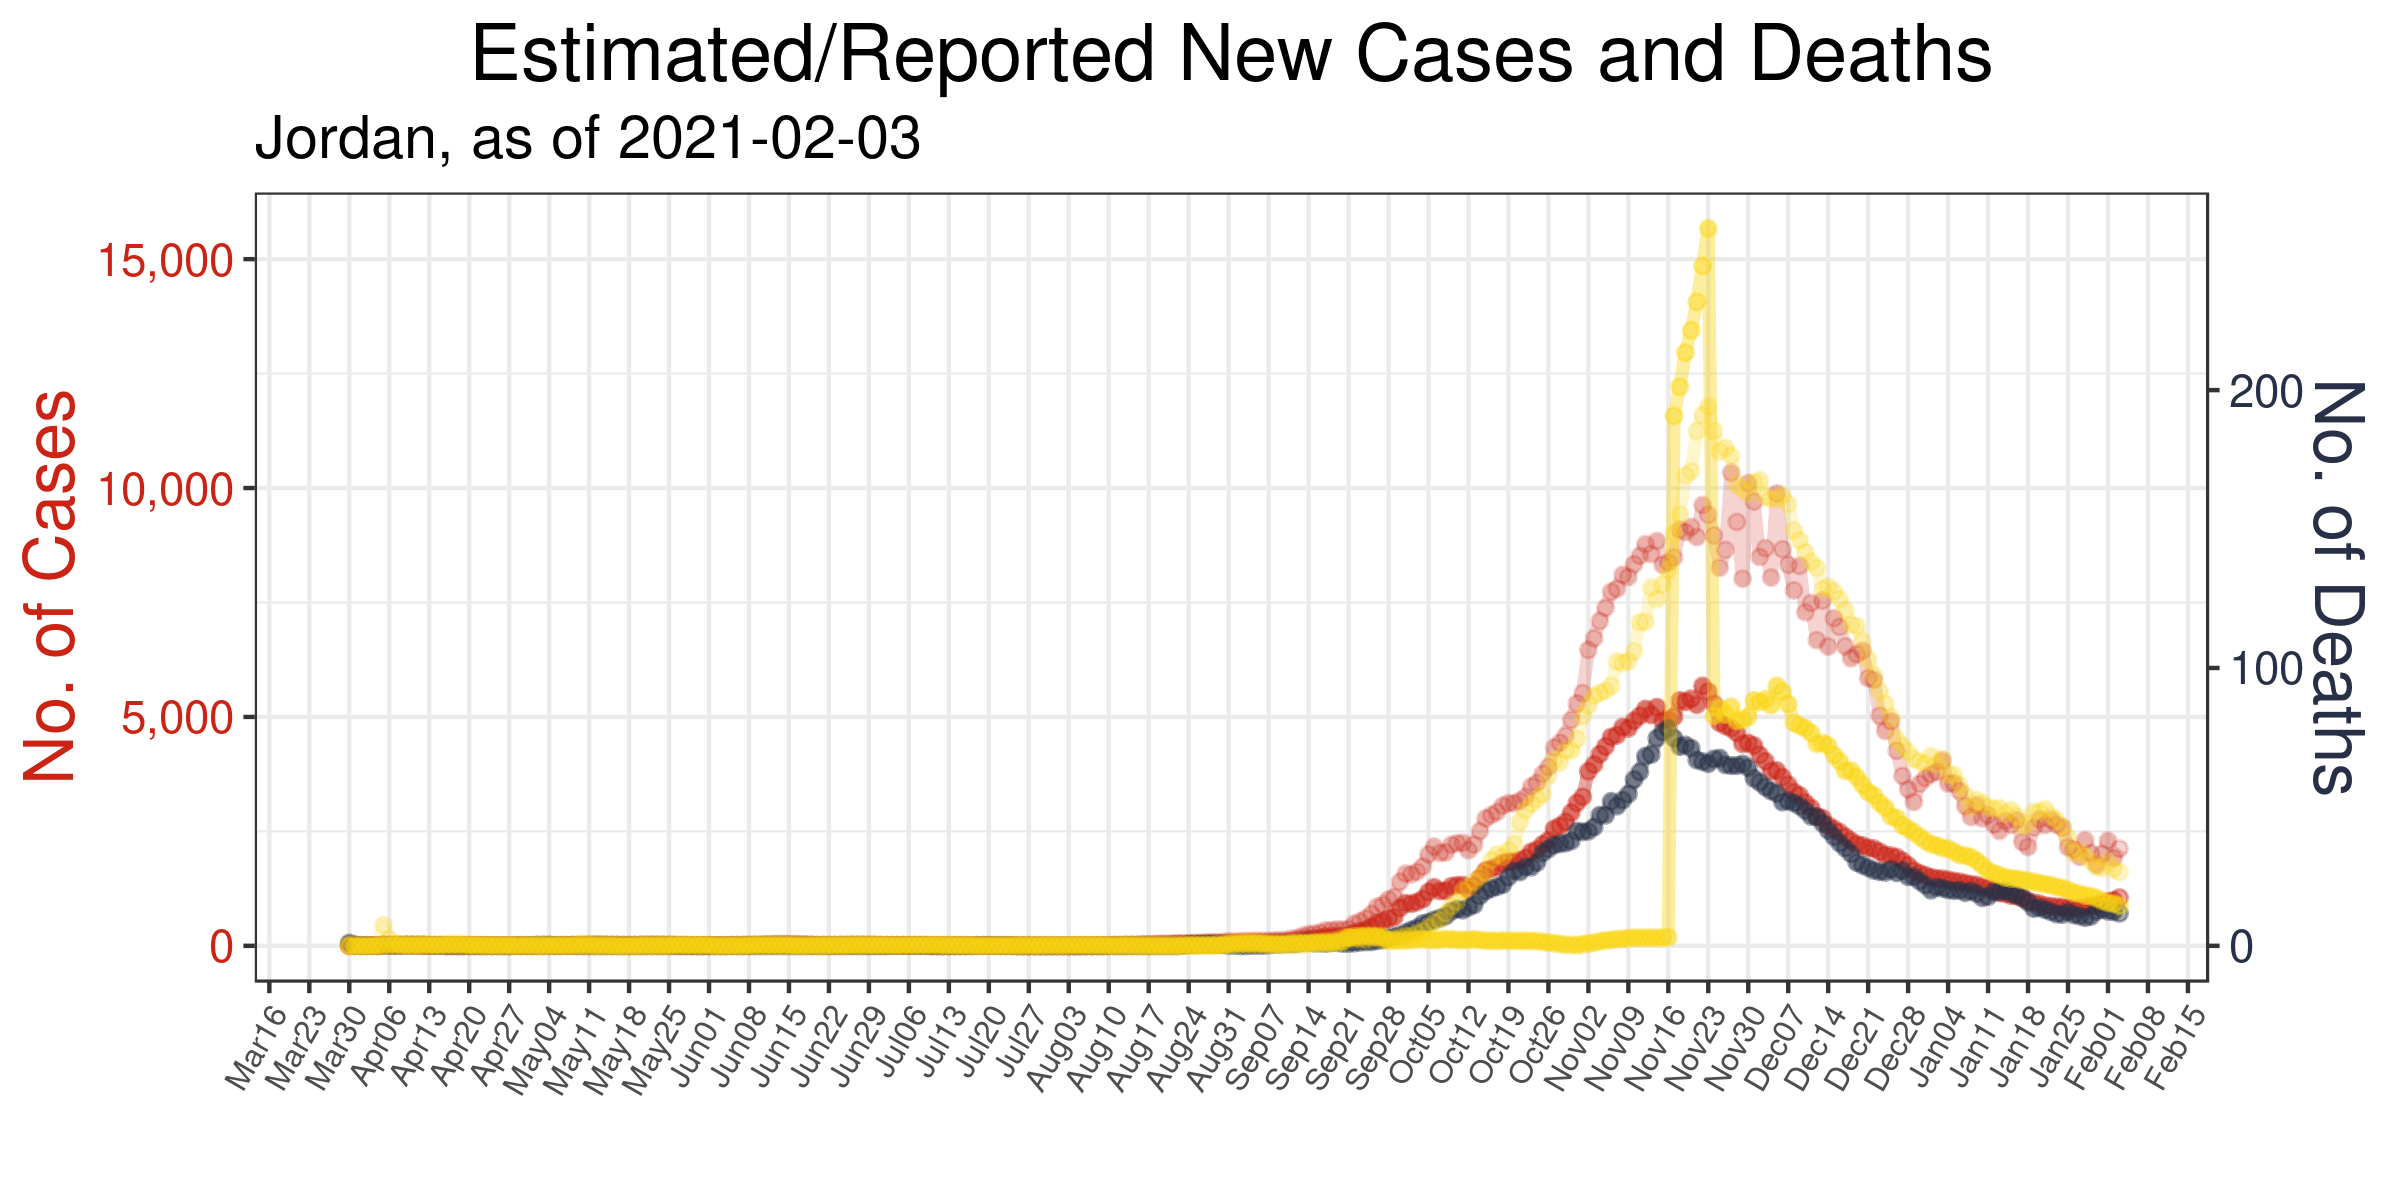 Estimated/Reported New Cases and Deaths
Jordan, as of 2021-02-03
No. of Cases
15,000
10,000
5,000
0
No. of Deaths
200
100
0
Mar16
Mar23
Mar30
Apr06
Apr13
Apr20
Apr27
May04
May11
May18
May25
Jun01
Jun08
Jun15
Jun22
Jun29
Jul06
Jul13
Jul20
Jul27
Aug03
Aug10
Aug17
Aug24
Aug31
Sep07
Sep14
Sep21
Sep28
Oct05
Oct12
Oct19
Oct26
Nov02
Nov09
Nov16
Nov23
Nov30
Dec07
Dec14
Dec21
Dec28
Jan04
Jan11
Jan18
Jan25
Feb01
Feb08
Feb15